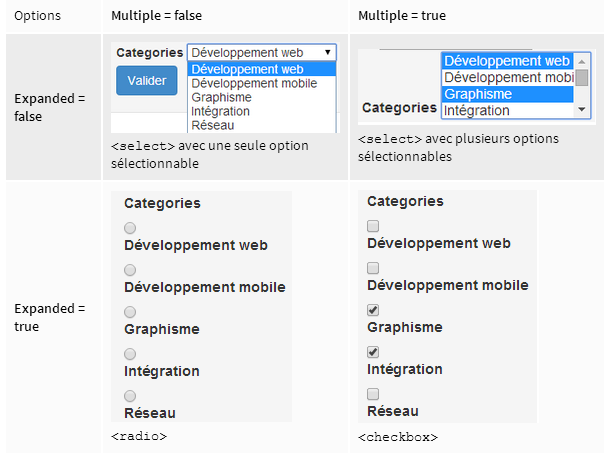 Options
Multiple = false
Multiple = true
Expanded =
false
Categories
Développement web
Valider
Développement web
Développement mobile
Graphisme
Intégration
Réseau
<select> avec une seule option
sélectionnable
Categories
Développement web
Développement mobi
Graphisme
Intégration
<select> avec plusieurs options
sélectionnables
Expanded =
true
Categories
Développement web
Développement mobile
Graphisme
Intégration
Réseau
<radio>
Categories
Développement web
Développement mobile
Graphisme
Intégration
Réseau
<checkbox>